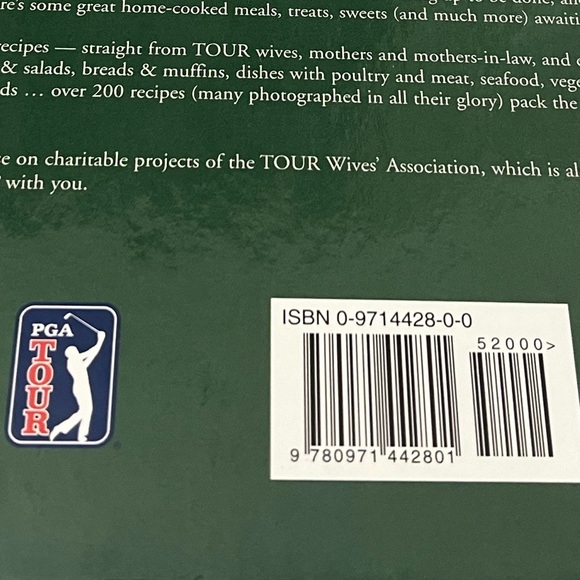 re's some great home-cooked meals, treats, sweets (and much more) awaiti
recipes — straight from TOUR wives, mothers and mothers-in-law, and
& salads, breads & muffins, dishes with poultry and meat, seafood, vege
ds … over 200 recipes (many photographed in all their glory) pack the
e on charitable projects of the TOUR Wives' Association, which is al
with you.
PGA
TOUR
ISBN 0-9714428-0-0
52000>
9 780971 442801